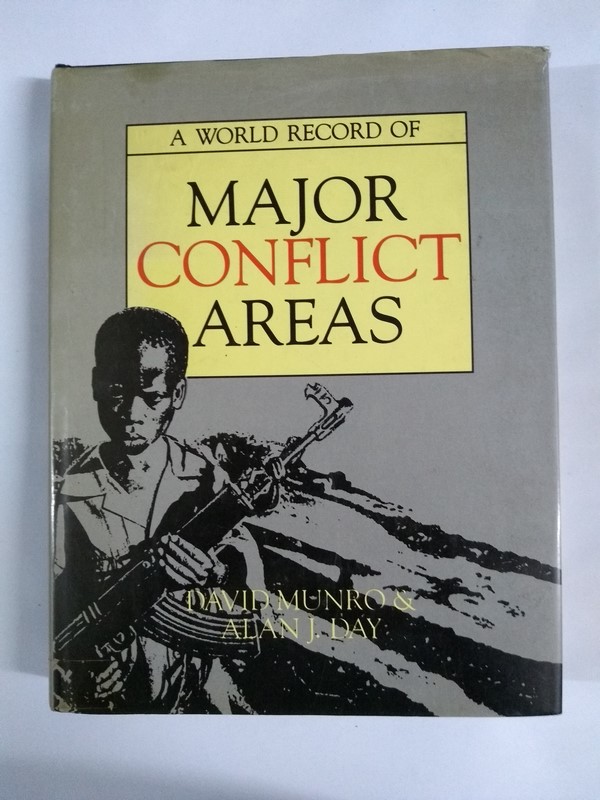 A WORLD RECORD OF
MAJOR
CONFLICT
AREAS
DAVID MUNRO &
ALAN J. DAY